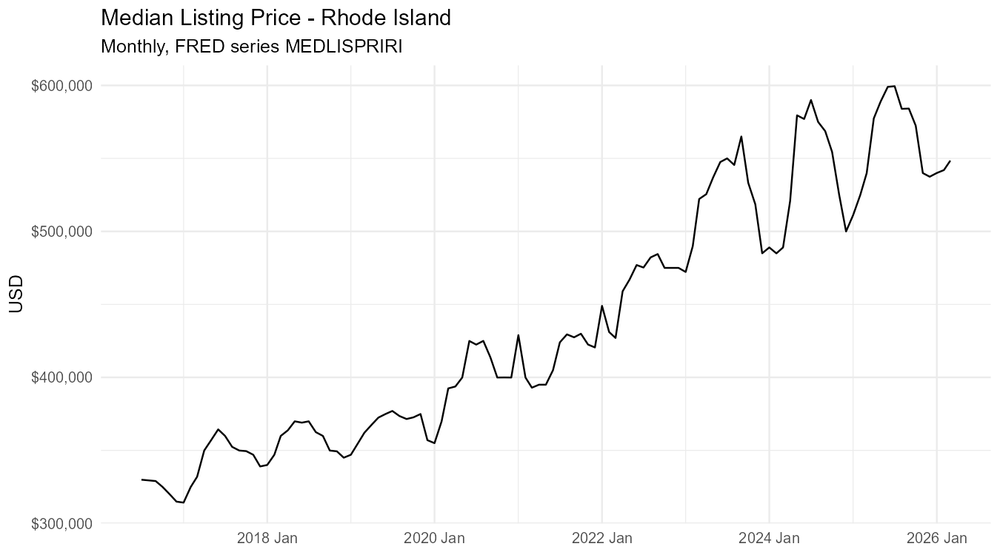 Median Listing Price - Rhode Island
Monthly, FRED series MEDLISPRIRI
$600,000
$500,000
$400,000
$300,000
USD
2018 Jan
2020 Jan
2022 Jan
2024 Jan
2026 Jan